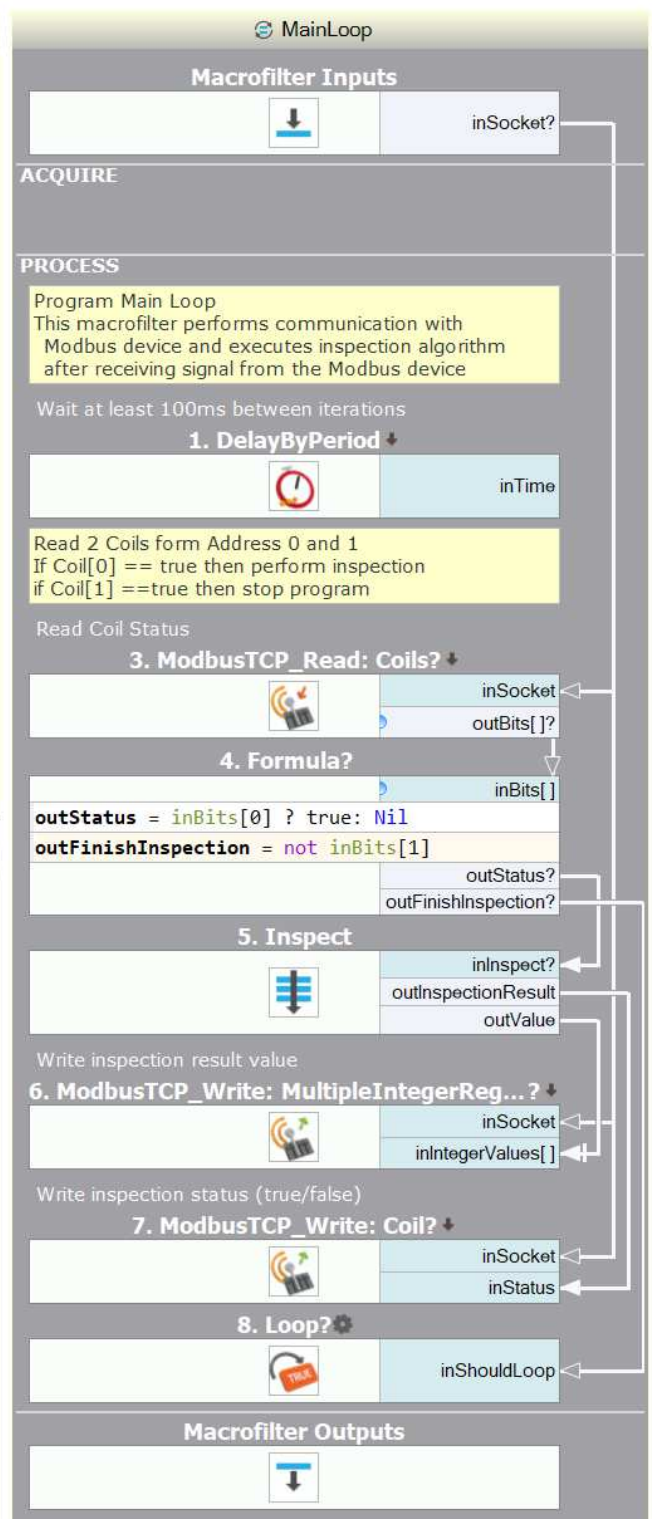 MainLoop
Macrofilter Inputs
inSocket?
ACQUIRE
PROCESS
Program Main Loop
This macrofilter performs communication with
Modbus device and executes inspection algorithm
after receiving signal from the Modbus device
Wait at least 100ms between iterations
1. DelayByPeriod
inTime
Read 2 Coils form Address 0 and 1
If Coil[0] == true then perform inspection
if Coil[1] ==true then stop program
Read Coil Status
3. ModbusTCP_Read: Coils?
inSocket
outBits[ ]?
4. Formula?
inBits[ ]
outStatus = inBits[0] ? true: Nil
outFinishInspection = not inBits[1]
outStatus?
outFinishInspection?
5. Inspect
inInspect?
outInspectionResult
outValue
Write inspection result value
6. ModbusTCP_Write: MultipleIntegerReg...?
inSocket
inIntegerValues[ ]
Write inspection status (true/false)
7. ModbusTCP_Write: Coil?
inSocket
inStatus
8. Loop?
TRUE
inShouldLoop
Macrofilter Outputs